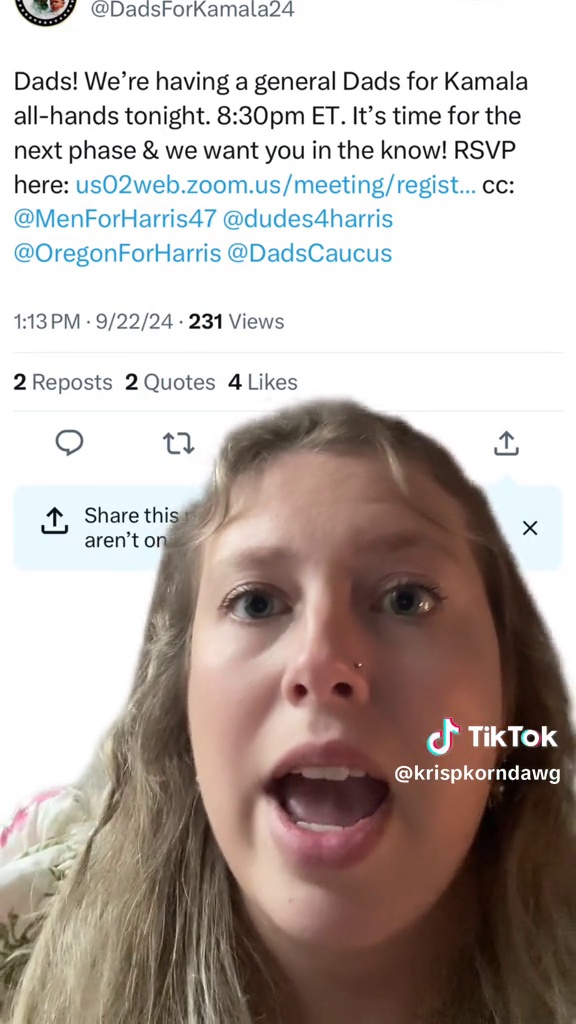 @DadsForKamala24
Dads! We're having a general Dads for Kamala
all-hands tonight. 8:30pm ET. It's time for the
next phase & we want you in the know! RSVP
here: us02web.zoom.us/meeting/regist... cc:
@MenForHarris47 @dudes4harris
@OregonForHarris @DadsCaucus
1:13 PM · 9/22/24 · 231 Views
2 Reposts 2 Quotes 4 Likes
Share this
aren't on
TikTok
@krispkorndawg